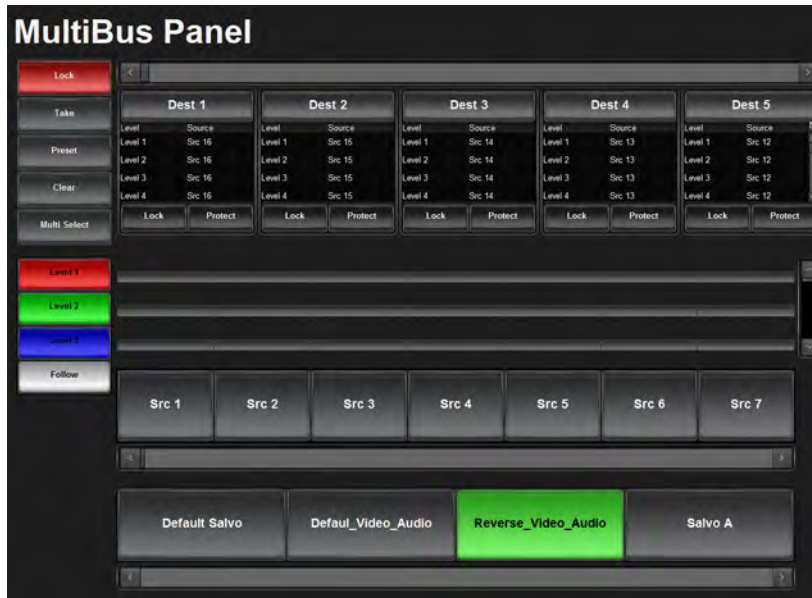 MultiBus Panel
Lock
Take
Preset
Clear
Multi Select
Dest 1 Dest 2 Dest 3 Dest 4 Dest 5
Level Source Level Source Level Source Level Source Level Source
Level 1 Src 16 Level 1 Src 15 Level 1 Src 14 Level 1 Src 13 Level 1 Src 12
Level 2 Src 16 Level 2 Src 15 Level 2 Src 14 Level 2 Src 13 Level 2 Src 12
Level 3 Src 16 Level 3 Src 15 Level 3 Src 14 Level 3 Src 13 Level 3 Src 12
Level 4 Src 16 Level 4 Src 15 Level 4 Src 14 Level 4 Src 13 Level 4 Src 12
Lock Protect Lock Protect Lock Protect Lock Protect Lock Protect
Level 1
Level 2
Level 3
Follow
Src 1 Src 2 Src 3 Src 4 Src 5 Src 6 Src 7
Default Salvo Defaul_Video_Audio Reverse_Video_Audio Salvo A